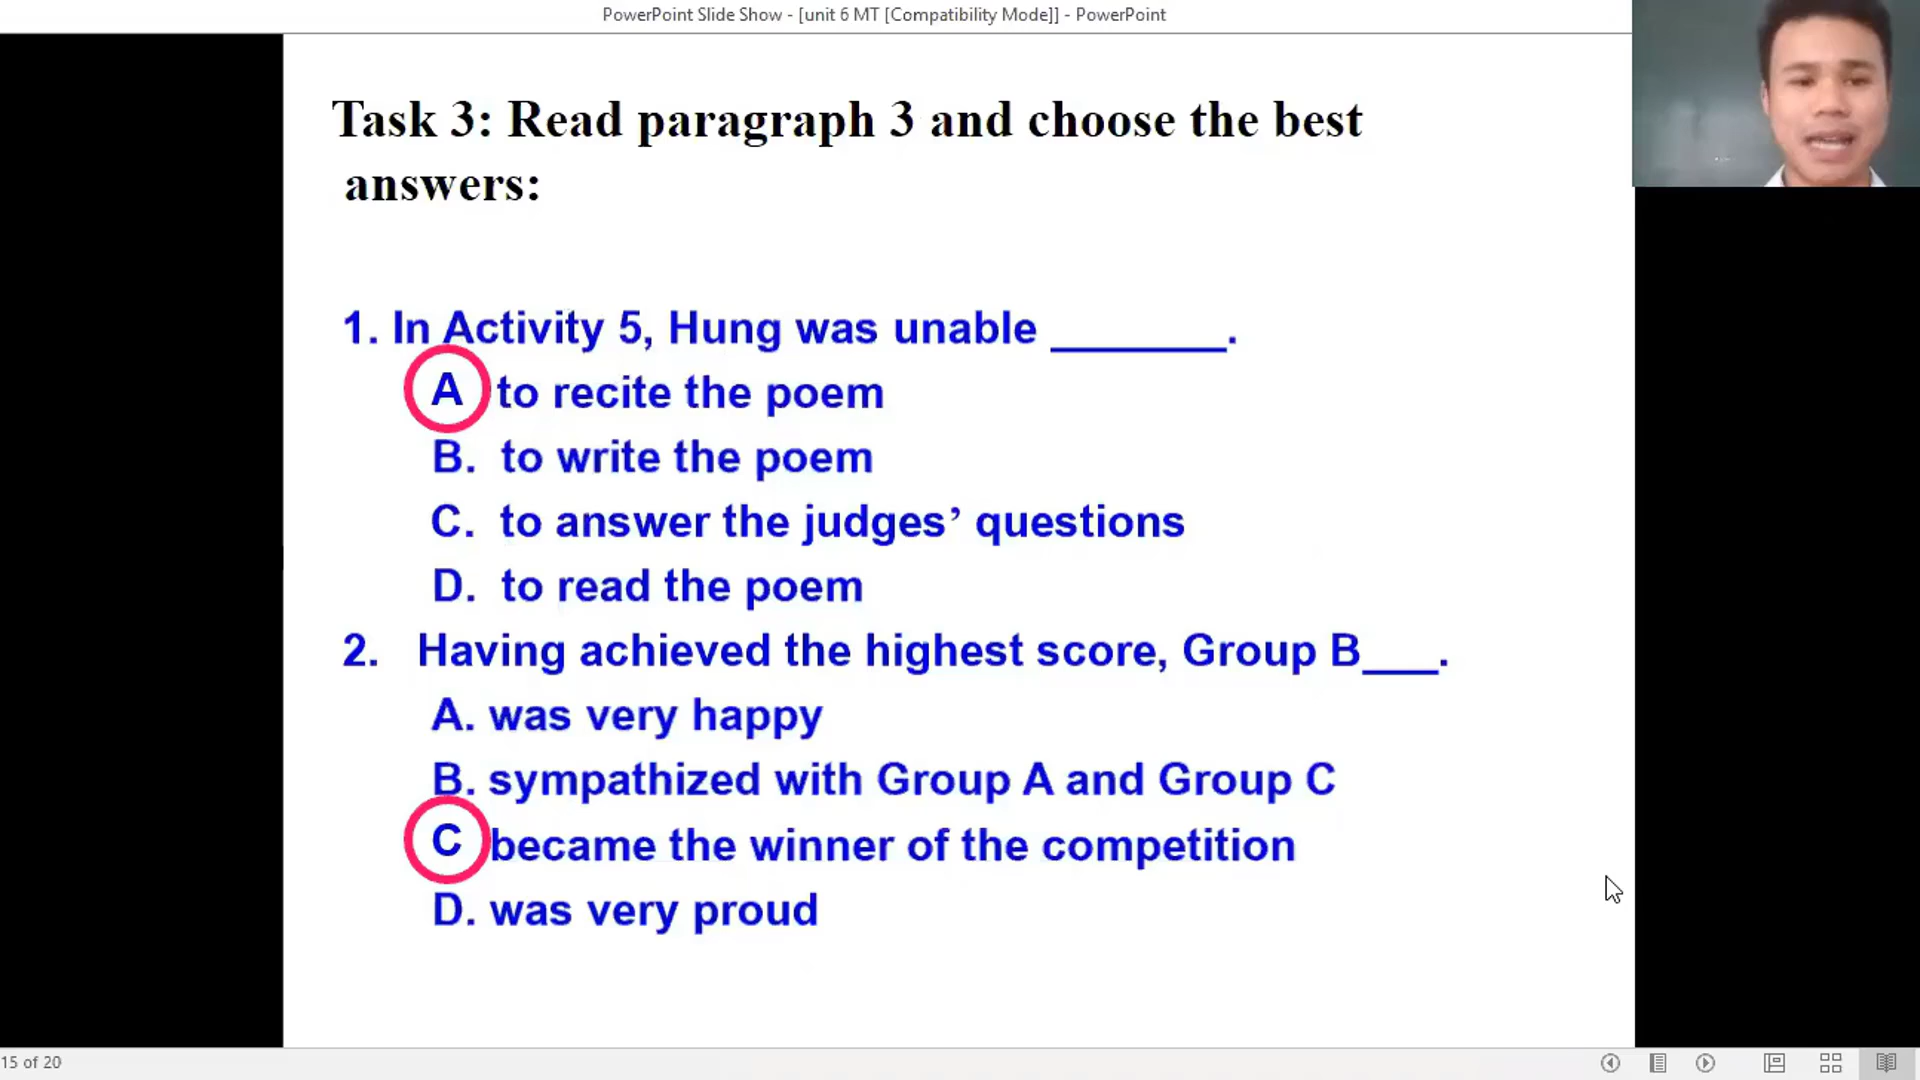 PowerPoint Slide Show - [unit 6 MT [Compatibility Mode]] - PowerPoint
Task 3: Read paragraph 3 and choose the best
answers:
1. In Activity 5, Hung was unable _______.
A to recite the poem
B. to write the poem
C. to answer the judges’ questions
D. to read the poem
2. Having achieved the highest score, Group B___.
A. was very happy
B. sympathized with Group A and Group C
C became the winner of the competition
D. was very proud
15 of 20